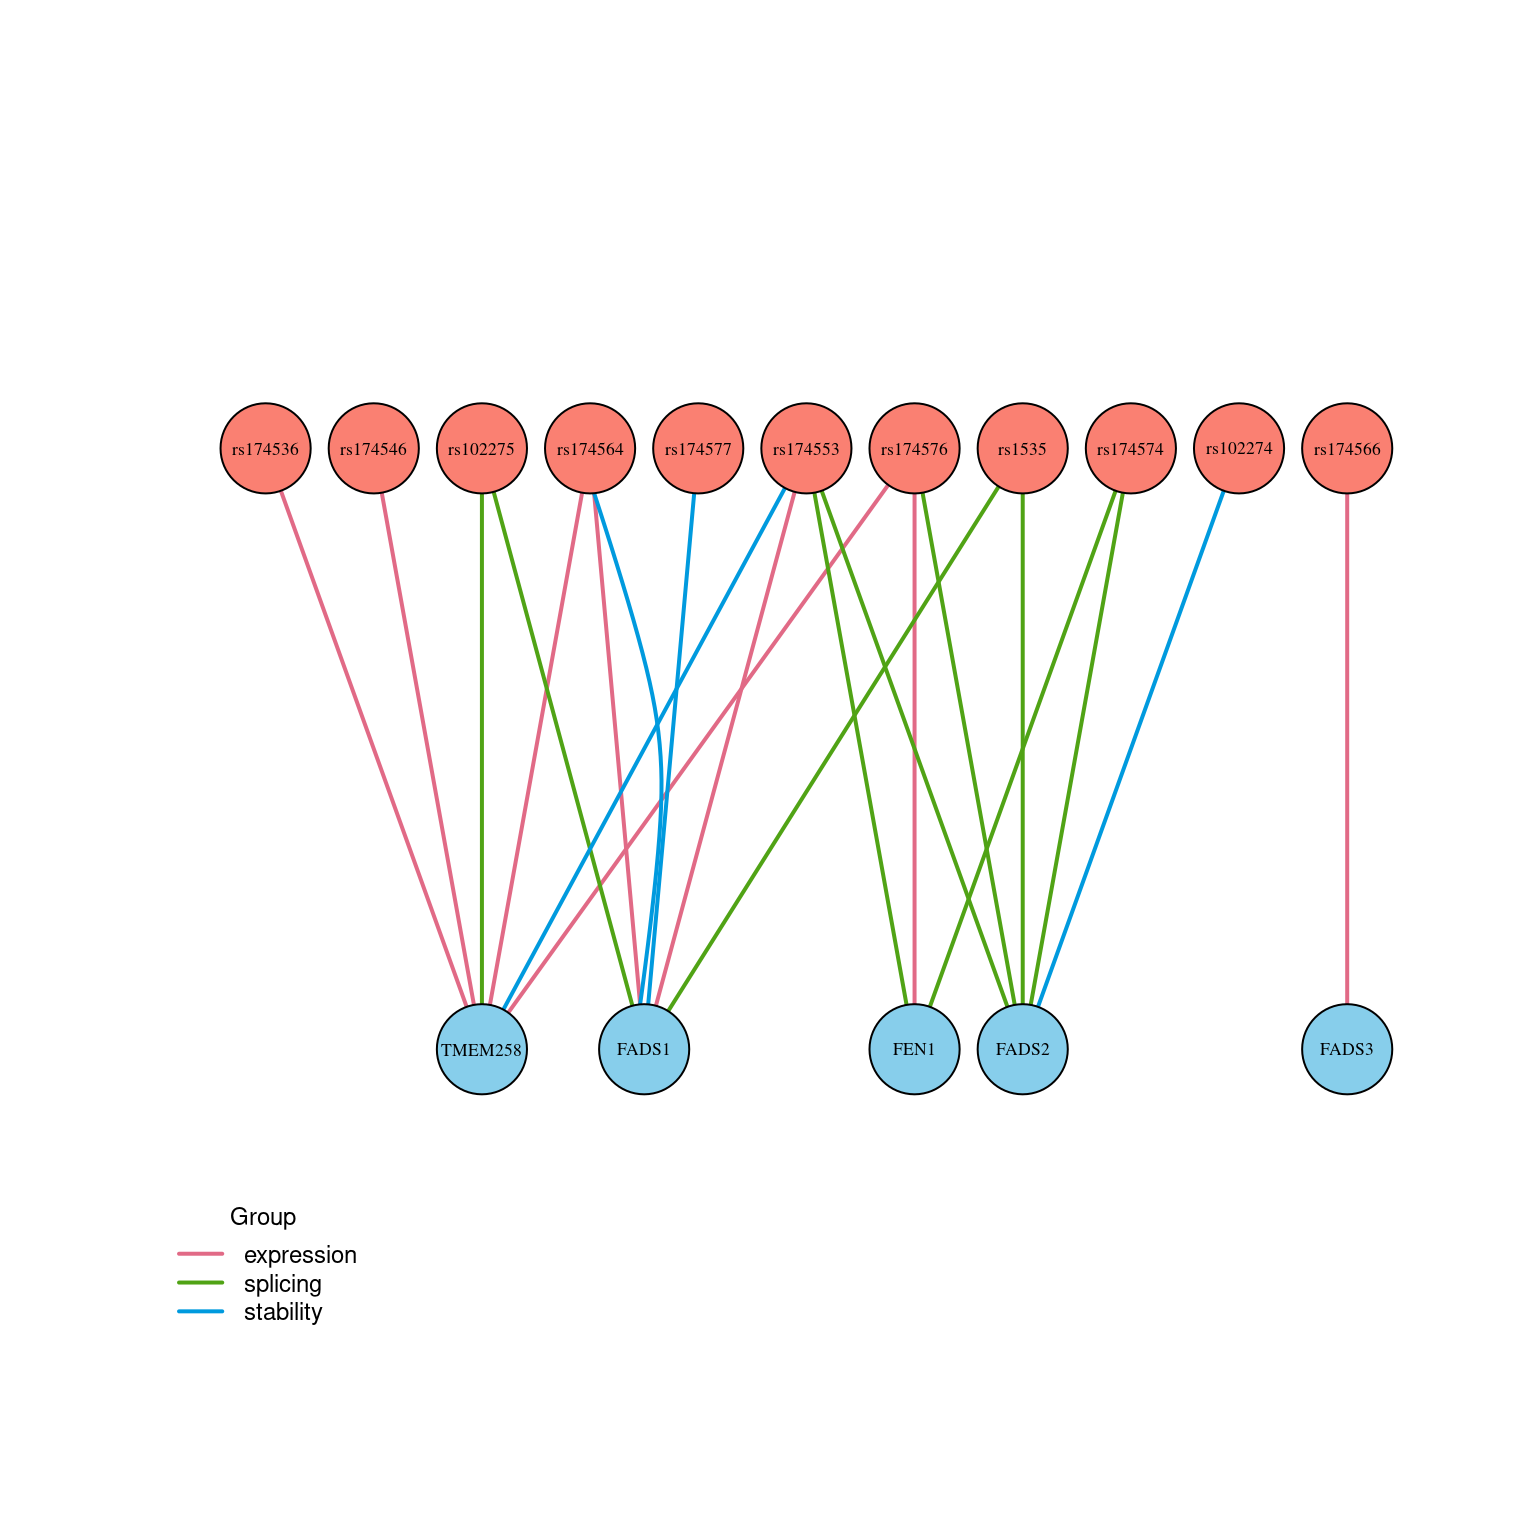 rs174536 rs174546 rs102275 rs174564 rs174577 rs174553 rs174576 rs1535 rs174574 rs102274 rs174566
TMEM258 FADS1 FEN1 FADS2 FADS3
Group
expression
splicing
stability